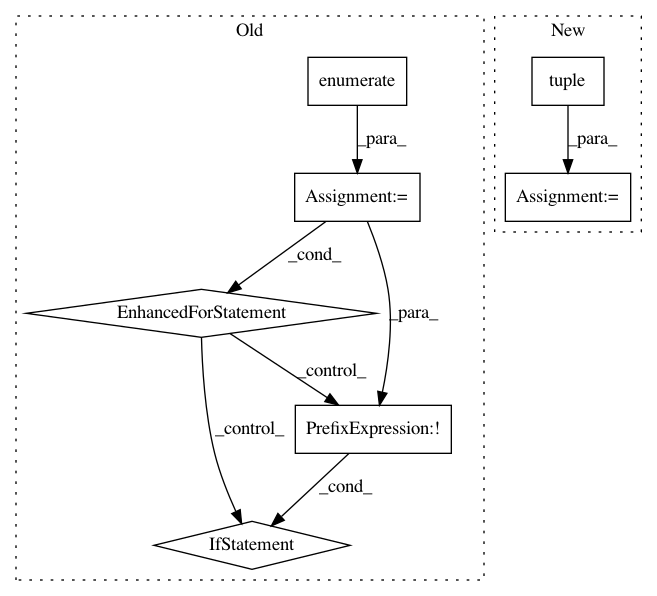 Old
New
enumerate
tuple
_para_
_para_
Assignment:=
Assignment:=
_cond_
EnhancedForStatement
_para_
_control_
_control_
PrefixExpression:!
_cond_
IfStatement